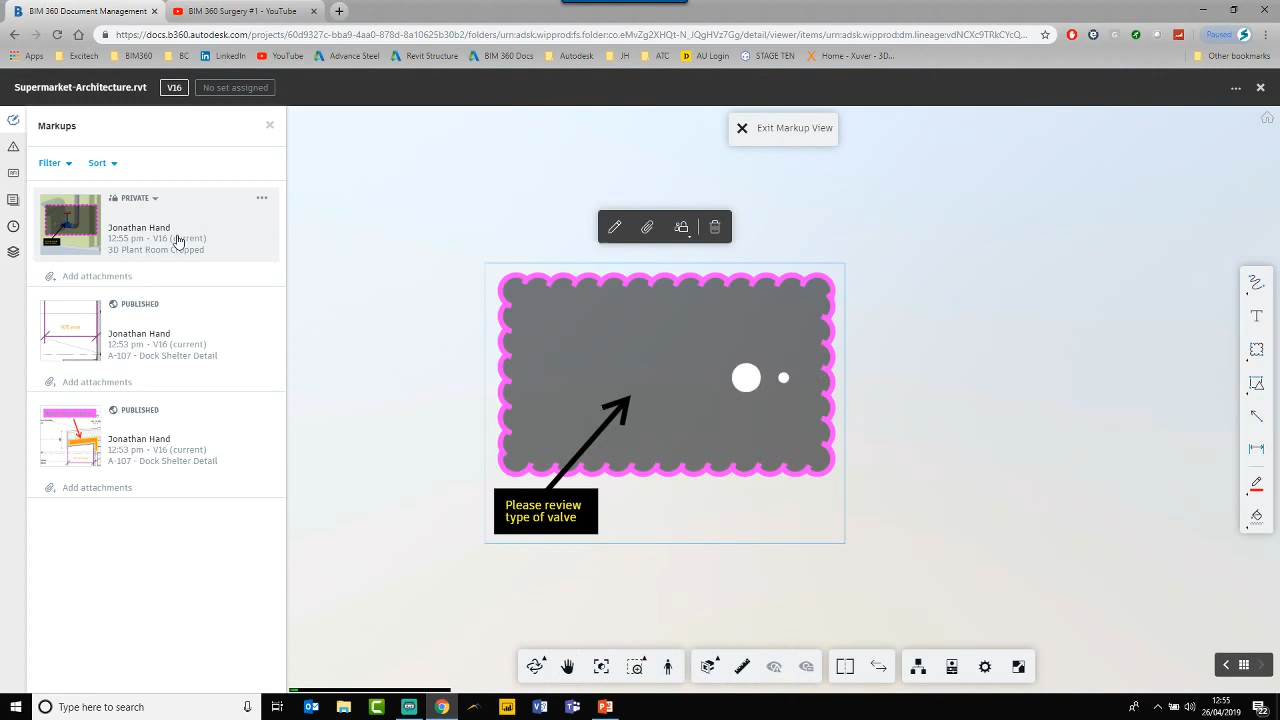 BIM 360 Document Management
BIM 360 Surgery #1 - YouTube
https://docs.b360.autodesk.com/projects/60d9327c-bba9-4aa0-878d-8a10625b30b2/folders/urn:adsk.wipprod:fs.folder:co.eMvZg2XHQt-N_JQgHVz7Gg/detail/viewer/items/urn:adsk.wipprod:dm.lineage:vdNCXc9TRkCYcQ...
Paused
Apps
Excitech
BIM360
BC
LinkedIn
YouTube
Advance Steel
Revit Structure
BIM 360 Docs
Autodesk
JH
ATC
AU Login
STAGE TEN
Home - Xuver - 3D...
Other bookmarks
Supermarket-Architecture.rvt
V16
No set assigned
Markups
Exit Markup View
Filter
Sort
PRIVATE
Jonathan Hand
12:55 pm • V16 (current)
3D Plant Room Cropped
Add attachments
PUBLISHED
Jonathan Hand
12:53 pm • V16 (current)
A-107 - Dock Shelter Detail
Add attachments
PUBLISHED
Jonathan Hand
12:53 pm • V16 (current)
A-107 - Dock Shelter Detail
Add attachments
Please review
type of valve
Type here to search
12:55
26/04/2019